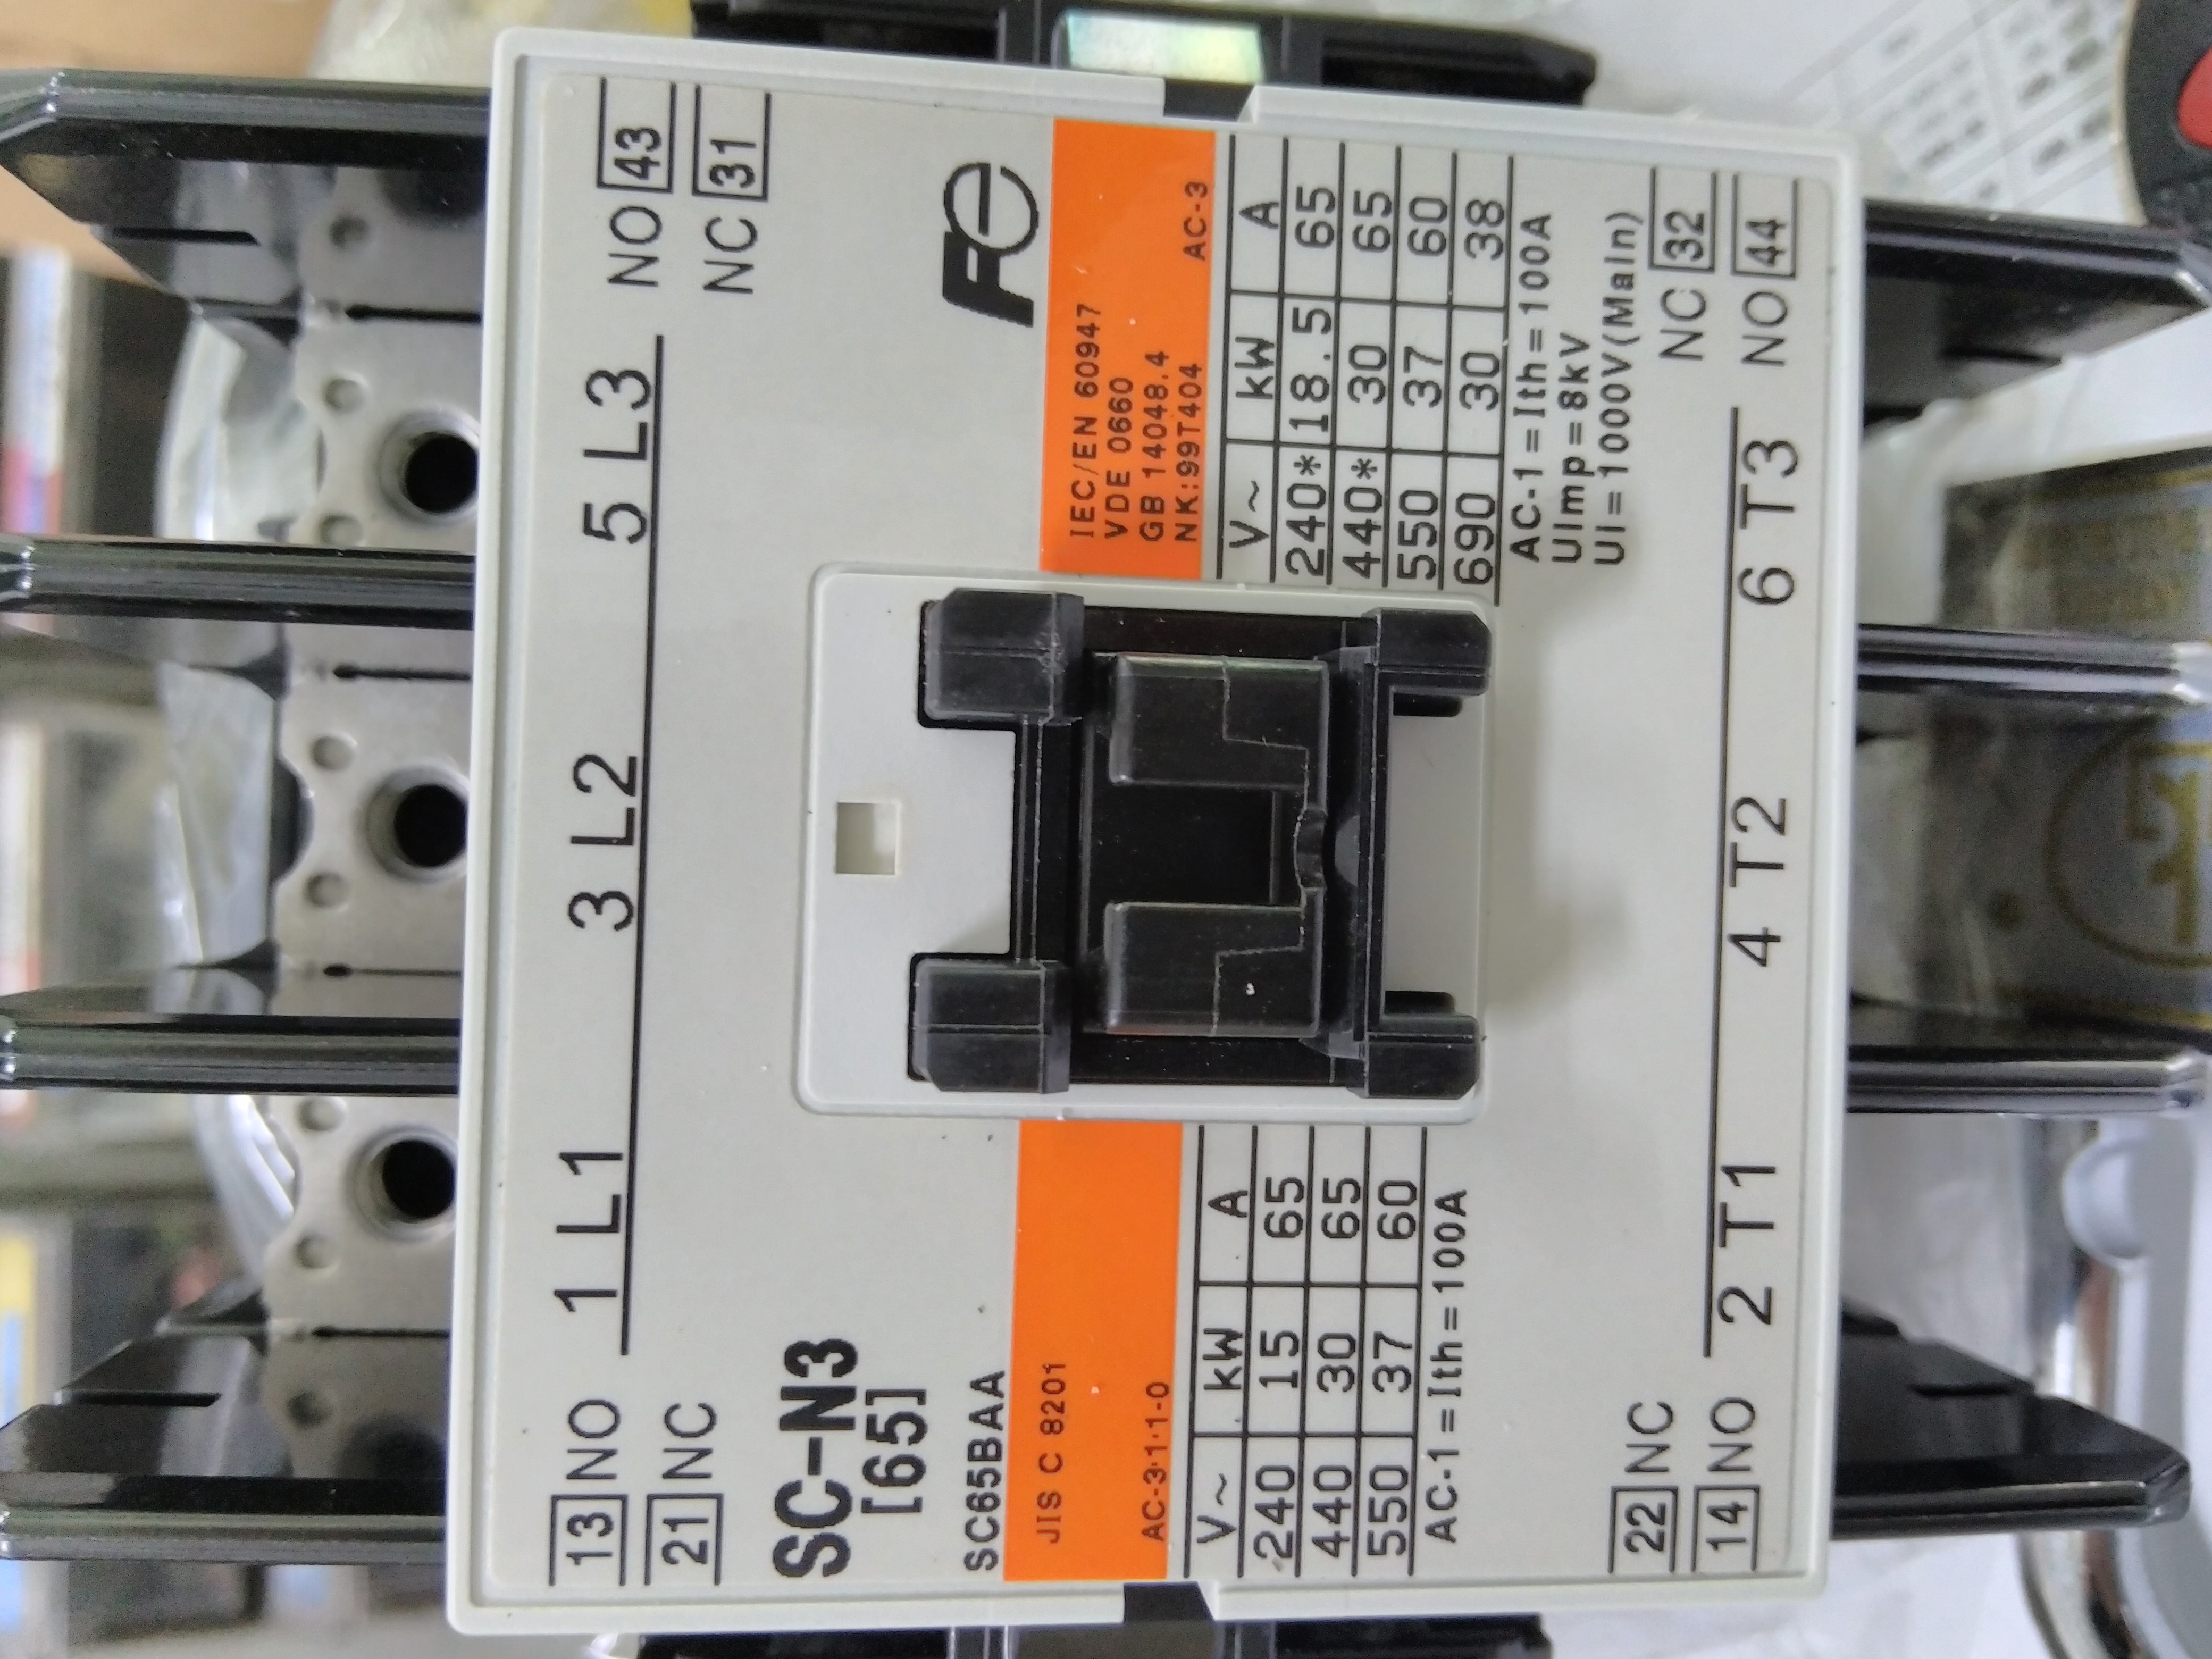 13 NO 1 L1 3 L2 5 L3 NO 43
21 NC NC 31
SC-N3
[65]
SC65BAA
Fe
JIS C 8201
AC-3·1·1-0
V~ kW A
240 15 65
440 30 65
550 37 60
AC-1=Ith=100A
IEC/EN 60947
VDE 0660
GB 14048.4
NK:99T404 AC-3
V~ kW A
240* 18.5 65
440* 30 65
550 37 60
690 30 38
AC-1=Ith=100A
UImp=8kV
Ui=1000V(Main)
22 NC NC 32
14 NO 2 T1 4 T2 6 T3 NO 44